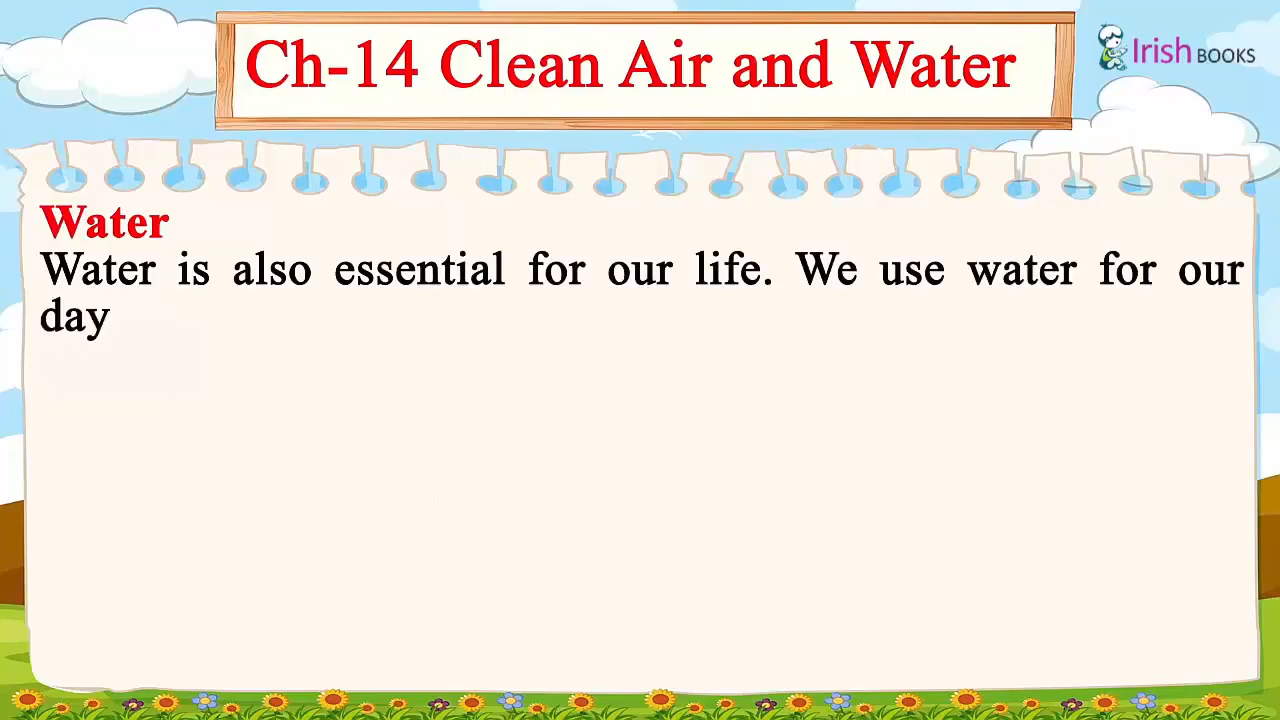 Ch-14 Clean Air and Water
Irish BOOKS
Water
Water is also essential for our life. We use water for our
day